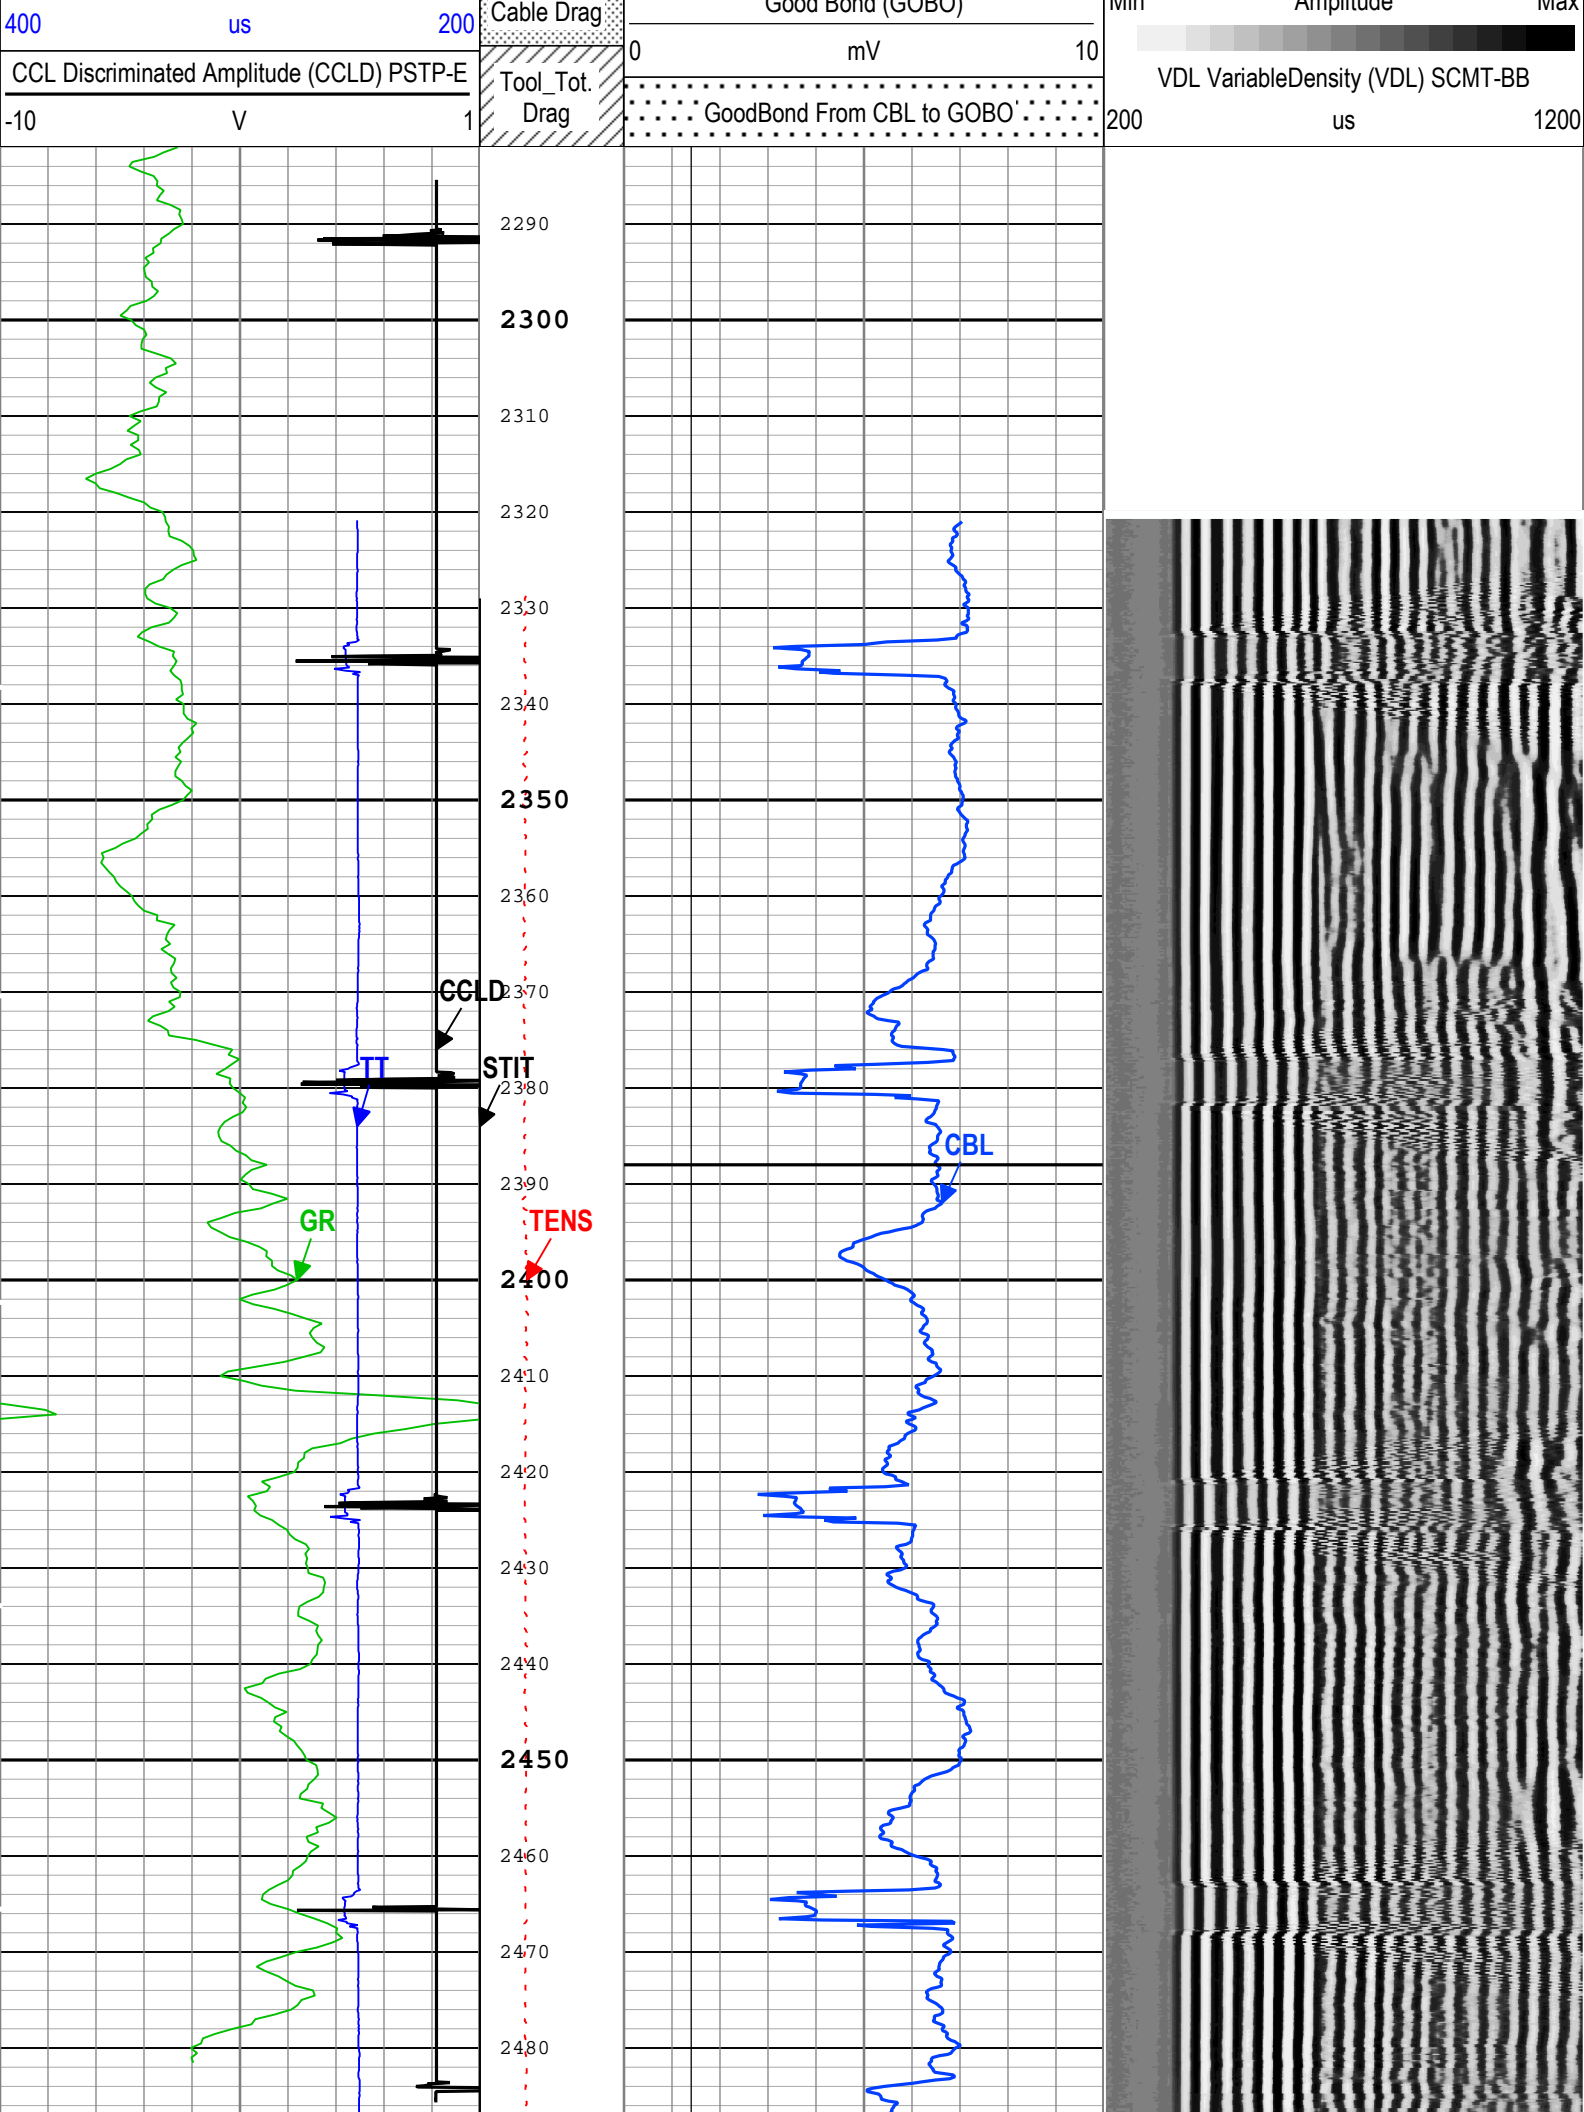 Cable Drag
Good Bond (GOBO)
Min Amplitude Max
400 us 200
0 mV 10
CCL Discriminated Amplitude (CCLD) PSTP-E
Tool_Tot.
Drag
VDL VariableDensity (VDL) SCMT-BB
GoodBond From CBL to GOBO
-10 V 1
200 us 1200
2290
2300
2310
2320
2330
2340
2350
2360
CCLD 2370
TT STIT
2380
CBL
2390
GR TENS
2400
2410
2420
2430
2440
2450
2460
2470
2480